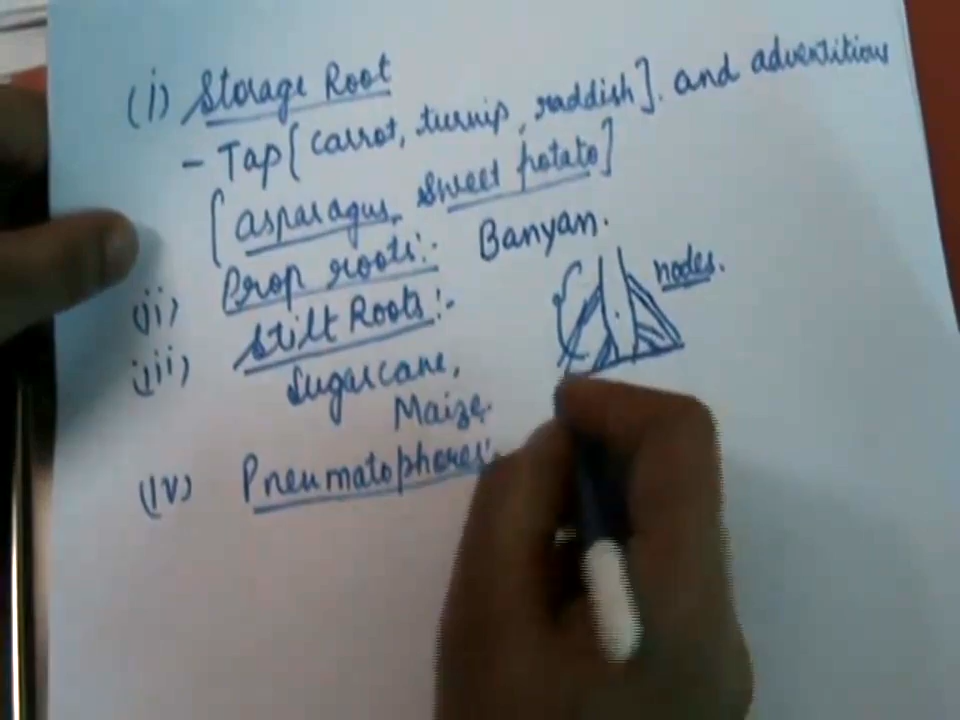 (i) Storage Root
- Tap [carrot, turnip, raddish]. and adventitious
[asparagus, sweet potato]
(ii) Prop roots:- Banyan.
(iii) Stilt Roots:-
nodes.
Sugarcane,
Maize.
(iv) Pneumatophores:-